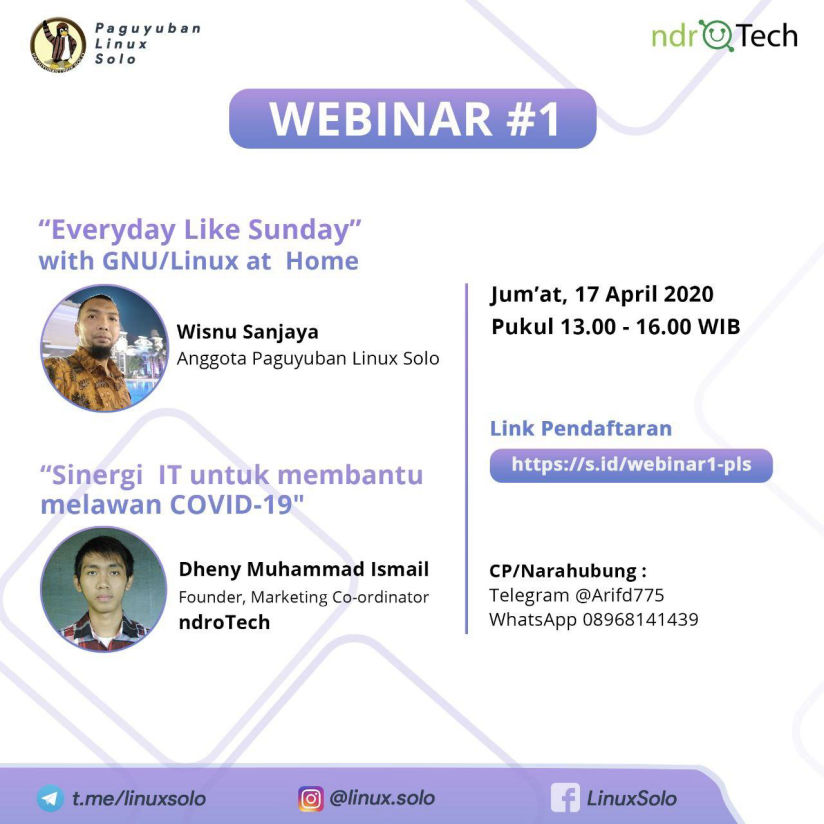 Paguyuban
Linux
Solo
ndroTech
WEBINAR #1
“Everyday Like Sunday”
with GNU/Linux at Home
Wisnu Sanjaya
Anggota Paguyuban Linux Solo
“Sinergi IT untuk membantu
melawan COVID-19"
Dheny Muhammad Ismail
Founder, Marketing Co-ordinator
ndroTech
Jum’at, 17 April 2020
Pukul 13.00 - 16.00 WIB
Link Pendaftaran
https://s.id/webinar1-pls
CP/Narahubung :
Telegram @Arifd775
WhatsApp 08968141439
t.me/linuxsolo
@linux.solo
LinuxSolo